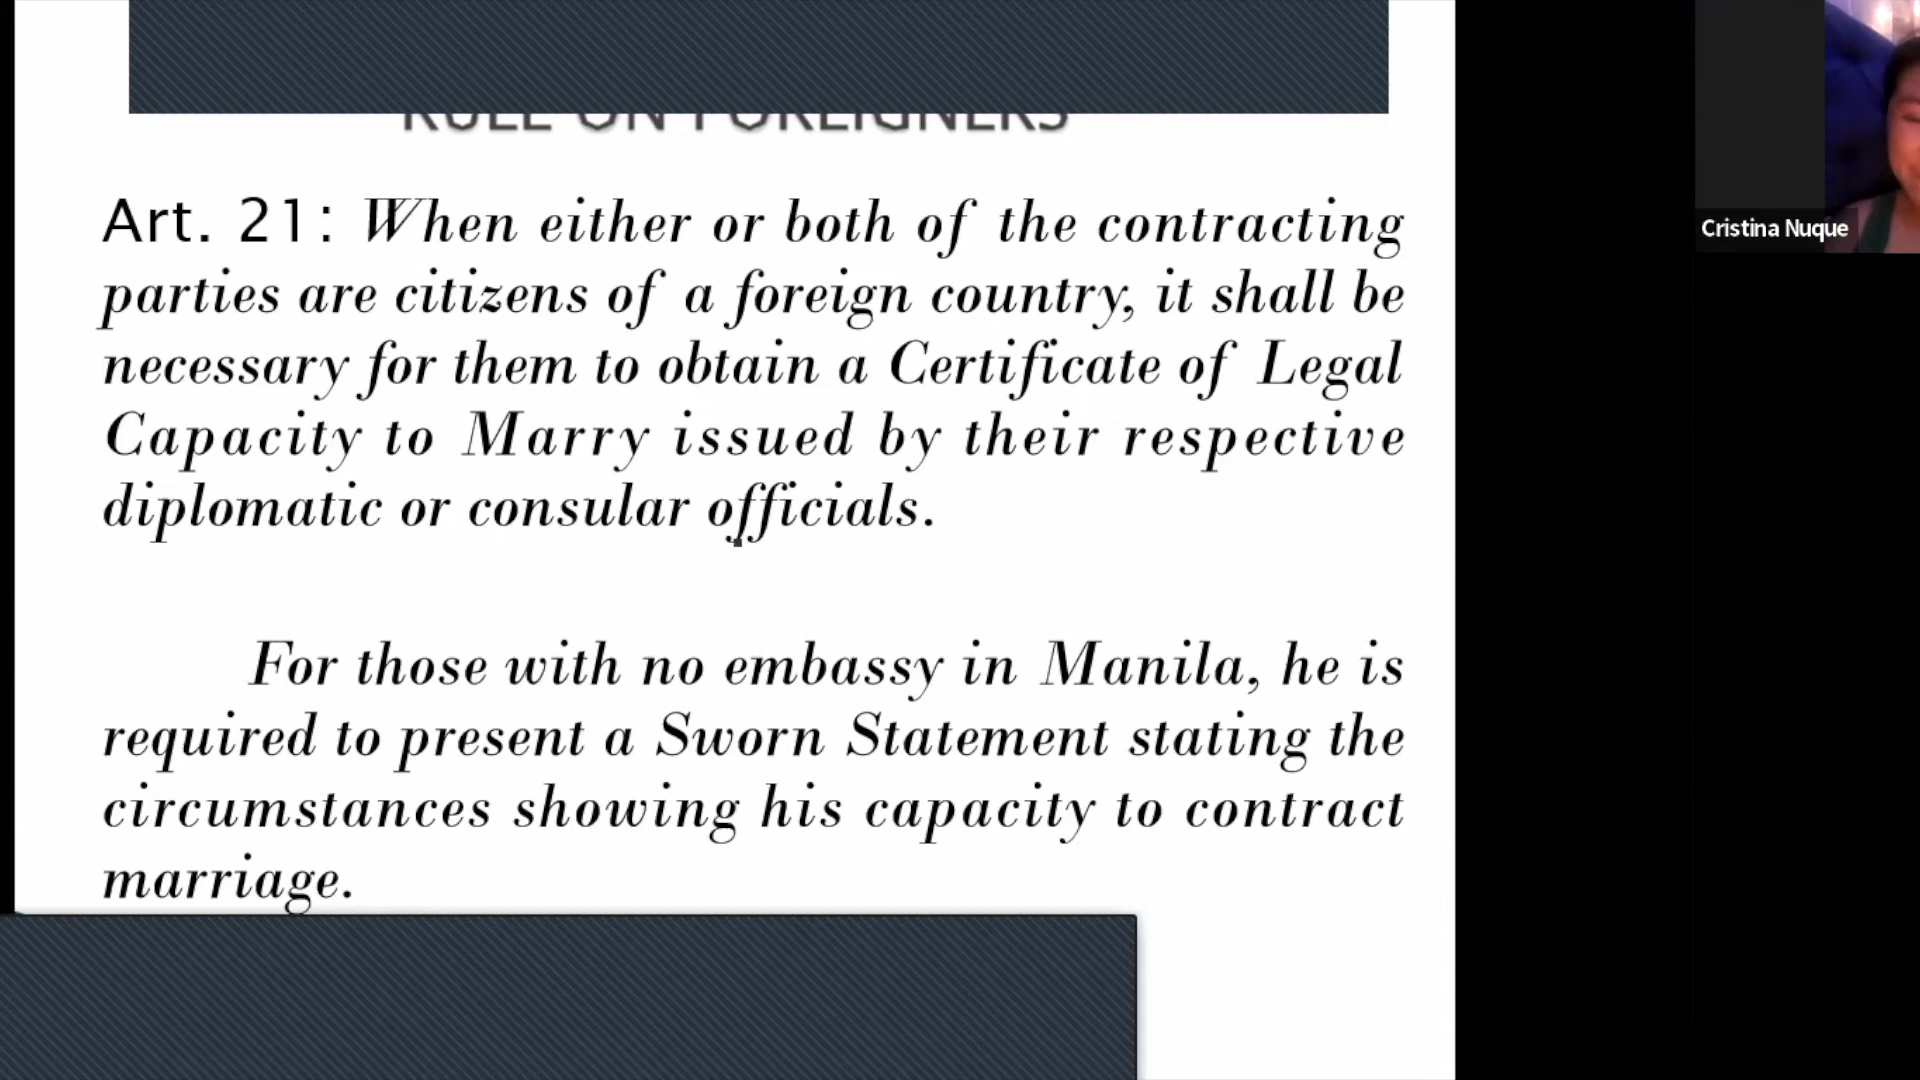 RULE ON FOREIGNERS
Art. 21: When either or both of the contracting
parties are citizens of a foreign country, it shall be
necessary for them to obtain a Certificate of Legal
Capacity to Marry issued by their respective
diplomatic or consular officials.
For those with no embassy in Manila, he is
required to present a Sworn Statement stating the
circumstances showing his capacity to contract
marriage.
Cristina Nuque